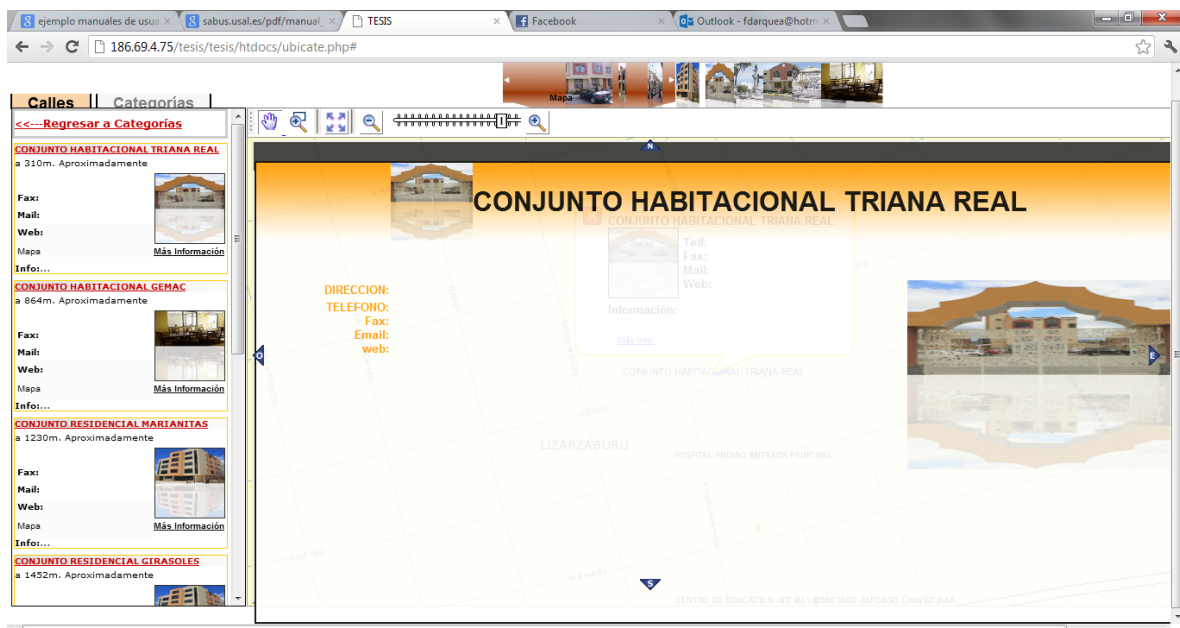 ejemplo manuales de usua
sabus.usal.es/pdf/manual_
TESIS
Facebook
Outlook - fdarquea@hotm
186.69.4.75/tesis/tesis/htdocs/ubicate.php#
Mapa
Calles
Categorías
<<---Regresar a Categorías
CONJUNTO HABITACIONAL TRIANA REAL
a 310m. Aproximadamente
Fax:
Mail:
Web:
Mapa Más Información
Info:...
CONJUNTO HABITACIONAL GEMAC
a 864m. Aproximadamente
Fax:
Mail:
Web:
Mapa Más Información
Info:...
CONJUNTO RESIDENCIAL MARIANITAS
a 1230m. Aproximadamente
Fax:
Mail:
Web:
Mapa Más Información
Info:...
CONJUNTO RESIDENCIAL GIRASOLES
a 1452m. Aproximadamente
N
CONJUNTO HABITACIONAL TRIANA REAL
CONJUNTO HABITACIONAL TRIANA REAL
Telf:
Fax:
Mail:
Web:
Información:
Más Info:
DIRECCION:
TELEFONO:
Fax:
Email:
web:
O
E
CONJUNTO HABITACIONAL TRIANA REAL
LIZARZABURU
HOSPITAL ANDINO ENTRADA PRINCIPAL
S
CENTRO DE EDUCACION INICIAL LICENCIADO ALFONSO CHAVEZ JARA